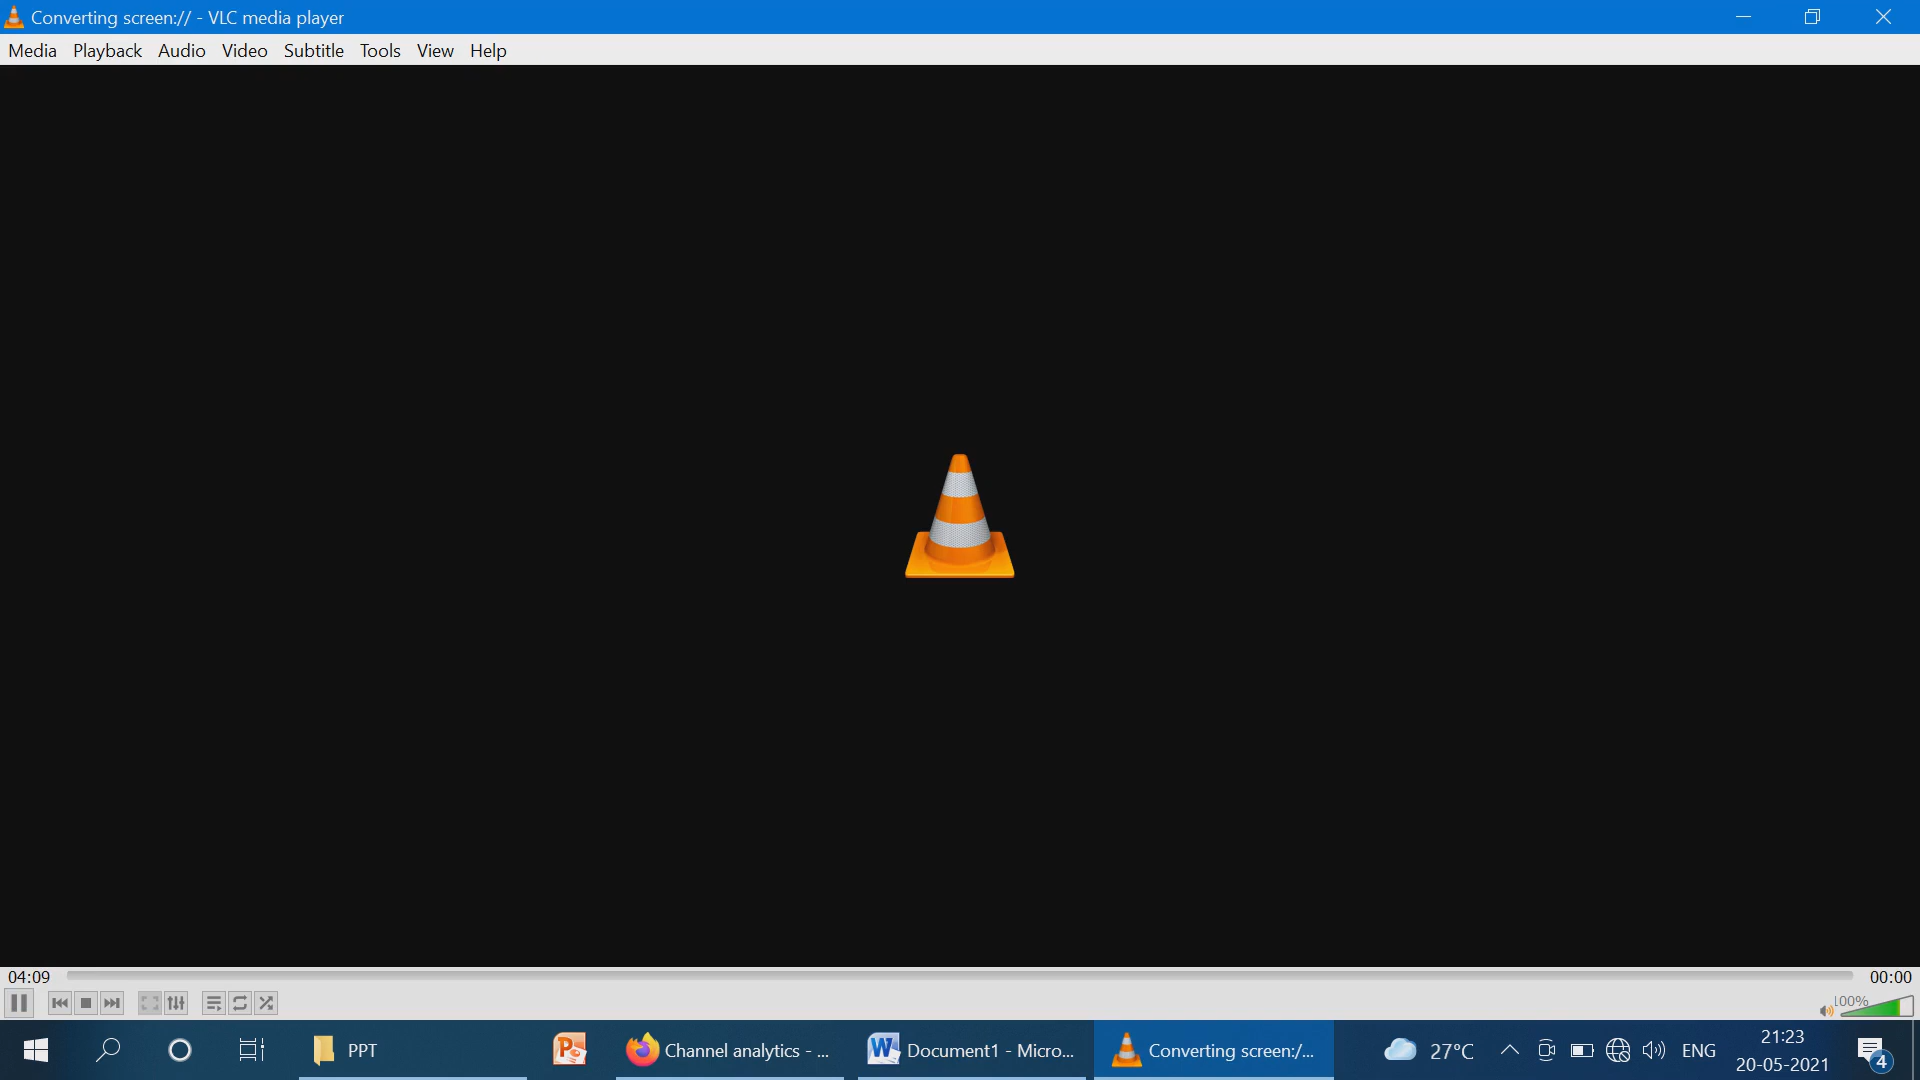 Converting screen:// - VLC media player
Media Playback Audio Video Subtitle Tools View Help
04:09 00:00
100%
PPT Channel analytics - ... Document1 - Micro... Converting screen:/... 27°C ENG 21:23
20-05-2021 4